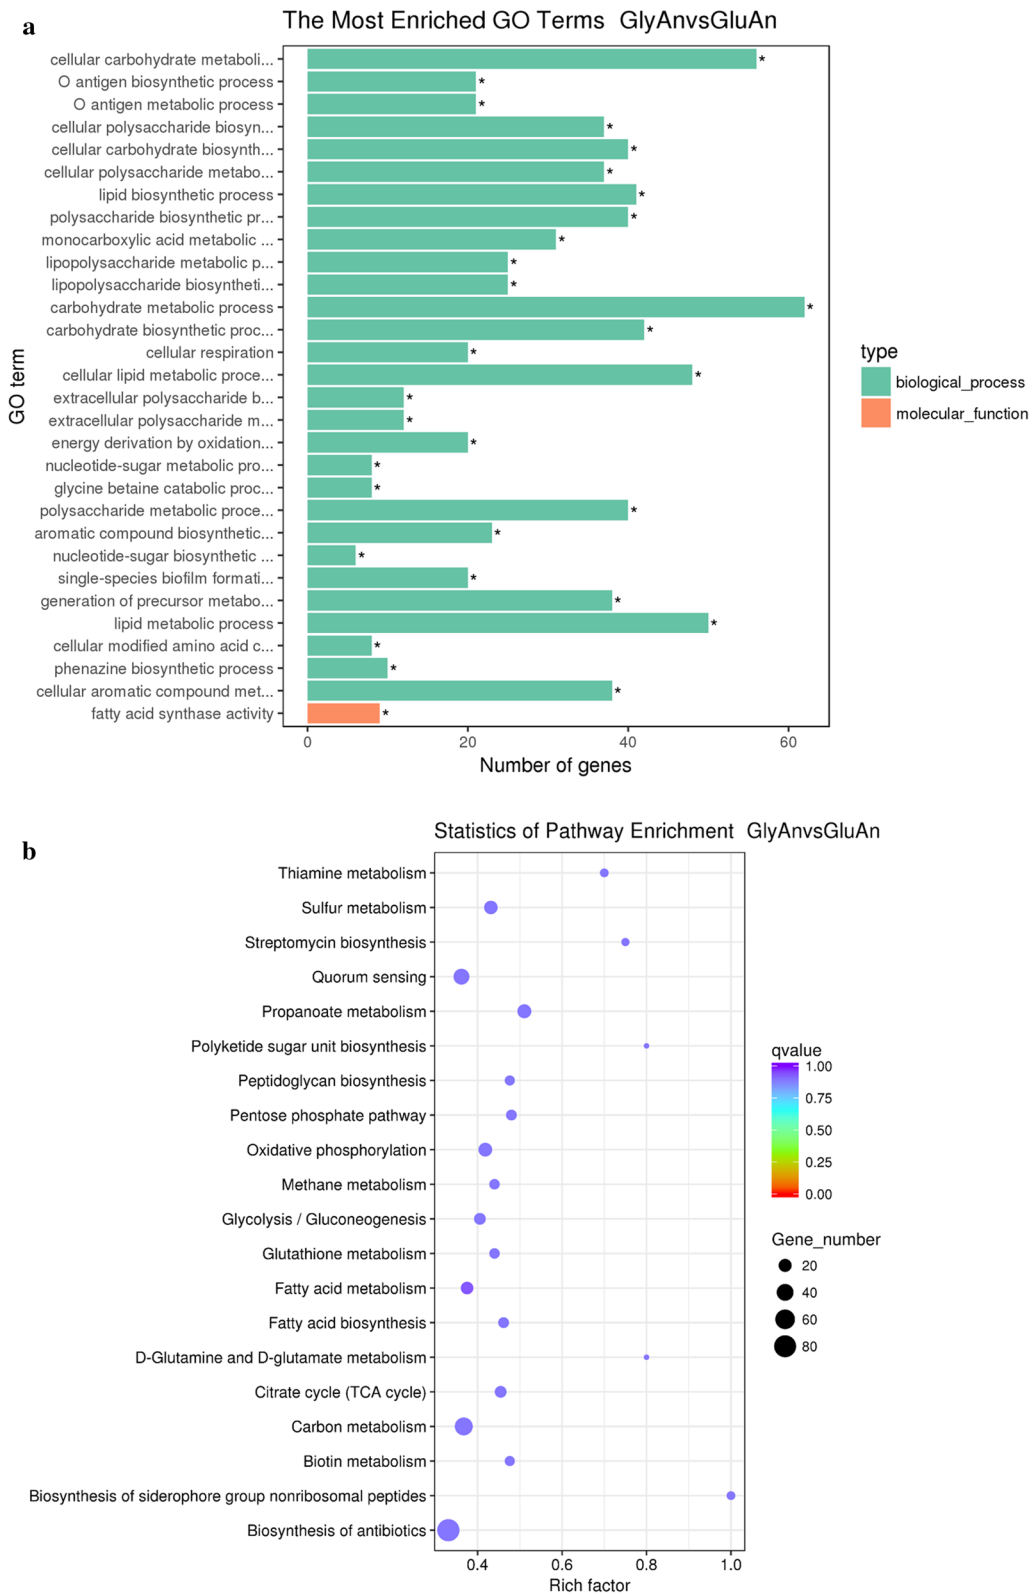 a
The Most Enriched GO Terms  GlyAnvsGluAn
GO term
cellular carbohydrate metaboli... *
O antigen biosynthetic process *
O antigen metabolic process *
cellular polysaccharide biosyn... *
cellular carbohydrate biosynth... *
cellular polysaccharide metabo... *
lipid biosynthetic process *
polysaccharide biosynthetic pr... *
monocarboxylic acid metabolic ... *
lipopolysaccharide metabolic p... *
lipopolysaccharide biosyntheti... *
carbohydrate metabolic process *
carbohydrate biosynthetic proc... *
cellular respiration *
cellular lipid metabolic proce... *
extracellular polysaccharide b... *
extracellular polysaccharide m... *
energy derivation by oxidation... *
nucleotide-sugar metabolic pro... *
glycine betaine catabolic proc... *
polysaccharide metabolic proce... *
aromatic compound biosynthetic... *
nucleotide-sugar biosynthetic ... *
single-species biofilm formati... *
generation of precursor metabo... *
lipid metabolic process *
cellular modified amino acid c... *
phenazine biosynthetic process *
cellular aromatic compound met... *
fatty acid synthase activity *
0 20 40 60
Number of genes
type
biological_process
molecular_function
b
Statistics of Pathway Enrichment  GlyAnvsGluAn
Thiamine metabolism
Sulfur metabolism
Streptomycin biosynthesis
Quorum sensing
Propanoate metabolism
Polyketide sugar unit biosynthesis
Peptidoglycan biosynthesis
Pentose phosphate pathway
Oxidative phosphorylation
Methane metabolism
Glycolysis / Gluconeogenesis
Glutathione metabolism
Fatty acid metabolism
Fatty acid biosynthesis
D-Glutamine and D-glutamate metabolism
Citrate cycle (TCA cycle)
Carbon metabolism
Biotin metabolism
Biosynthesis of siderophore group nonribosomal peptides
Biosynthesis of antibiotics
0.4 0.6 0.8 1.0
Rich factor
qvalue
1.00
0.75
0.50
0.25
0.00
Gene_number
20
40
60
80